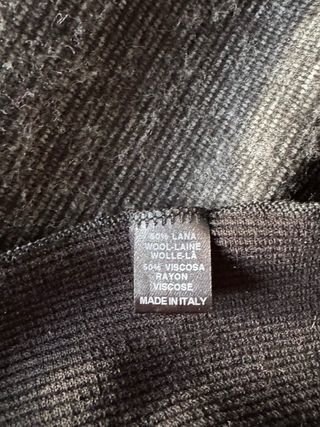 50% LANA
WOOL-LAINE
WOLLE-LÃ
50% VISCOSA
RAYON
VISCOSE
MADE IN ITALY